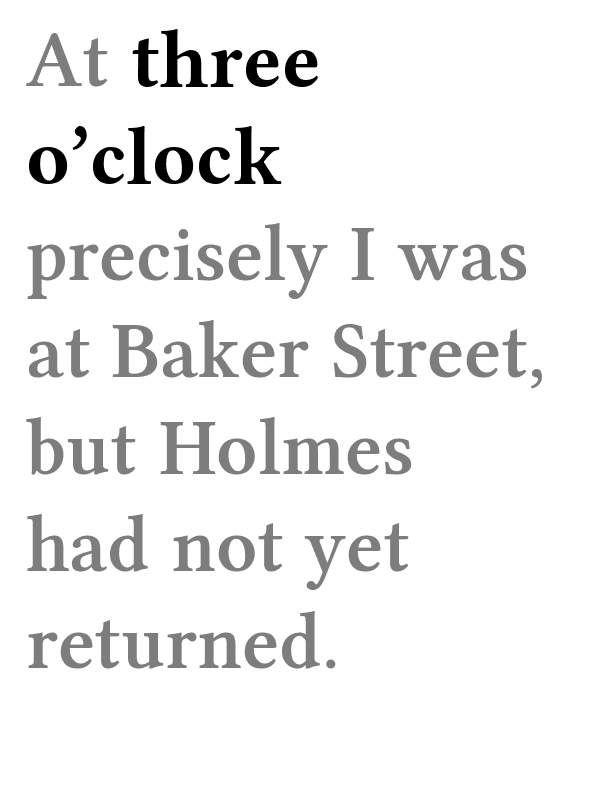 At three
o’clock
precisely I was
at Baker Street,
but Holmes
had not yet
returned.